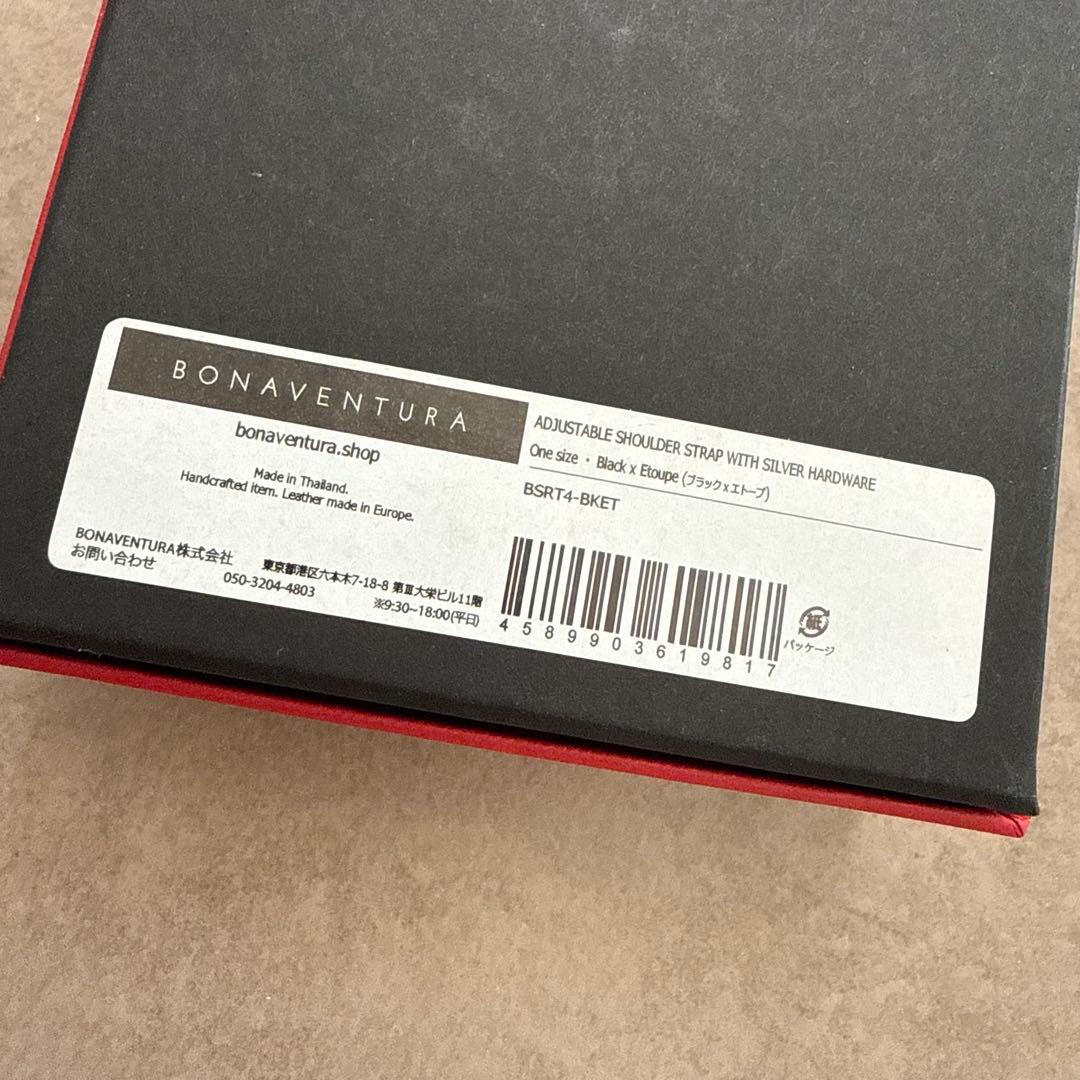 BONAVENTURA
bonaventura.shop
Made in Thailand.
Handcrafted item. Leather made in Europe.
BONAVENTURA株式会社 東京都港区六本木7-18-8 第Ⅲ大栄ビル11階
お問い合わせ 050-3204-4803 ※9:30~18:00(平日)
ADJUSTABLE SHOULDER STRAP WITH SILVER HARDWARE
One size ・ Black x Etoupe (ブラックxエトープ)
BSRT4-BKET
4589903619817
紙
パッケージ